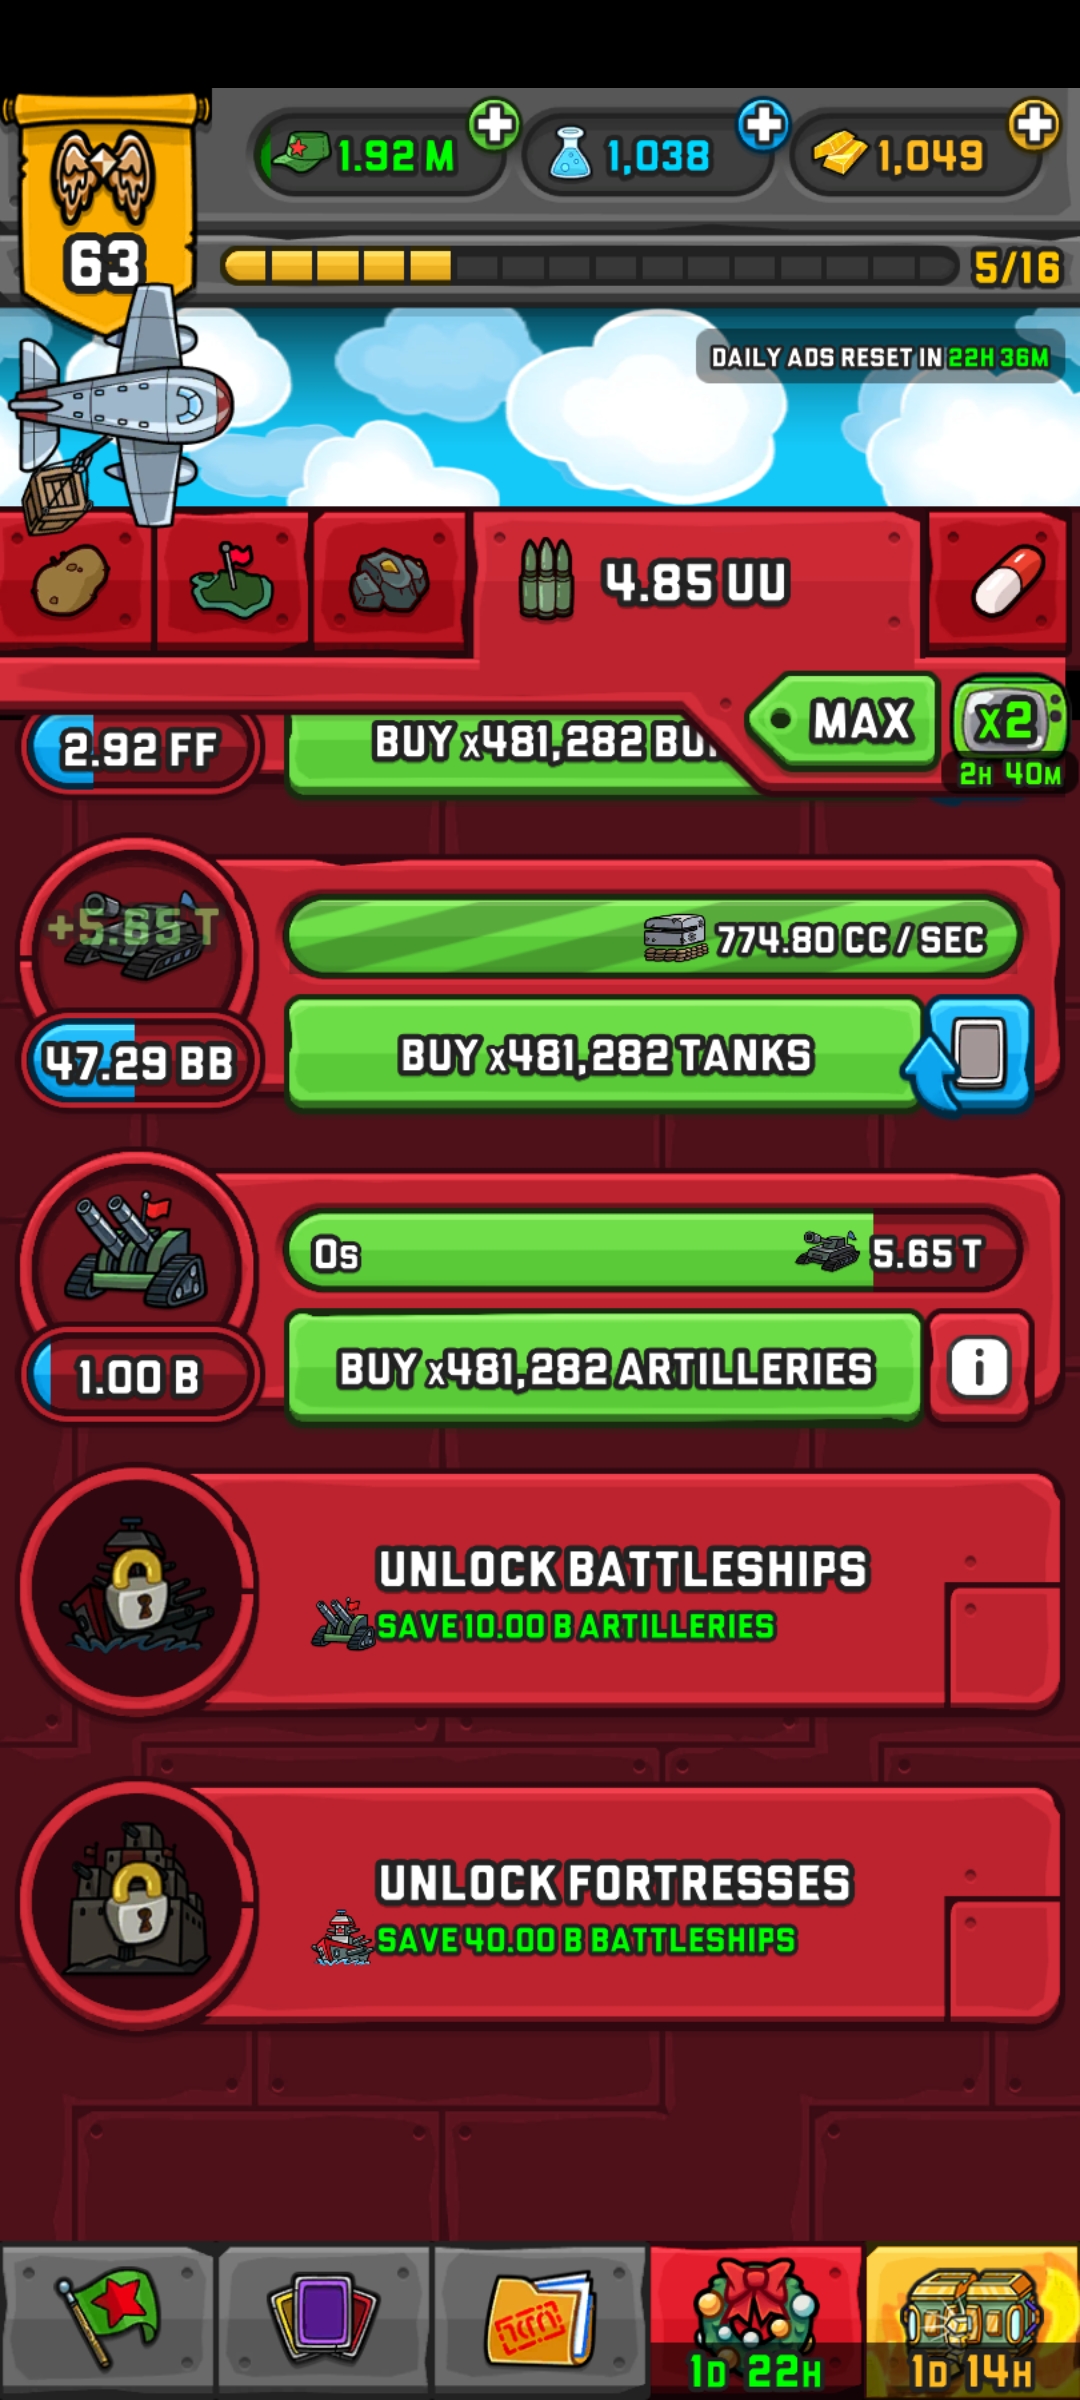 1.92 M
1,038
1,049
63
5/16
DAILY ADS RESET IN 22H 36M
4.85 UU
MAX
x2
2H 40M
2.92 FF
BUY x481,282
+5.65 T
774.80 CC / SEC
47.29 BB
BUY x481,282 TANKS
0s
5.65 T
1.00 B
BUY x481,282 ARTILLERIES
i
UNLOCK BATTLESHIPS
SAVE 10.00 B ARTILLERIES
UNLOCK FORTRESSES
SAVE 40.00 B BATTLESHIPS
1D 22H
1D 14H